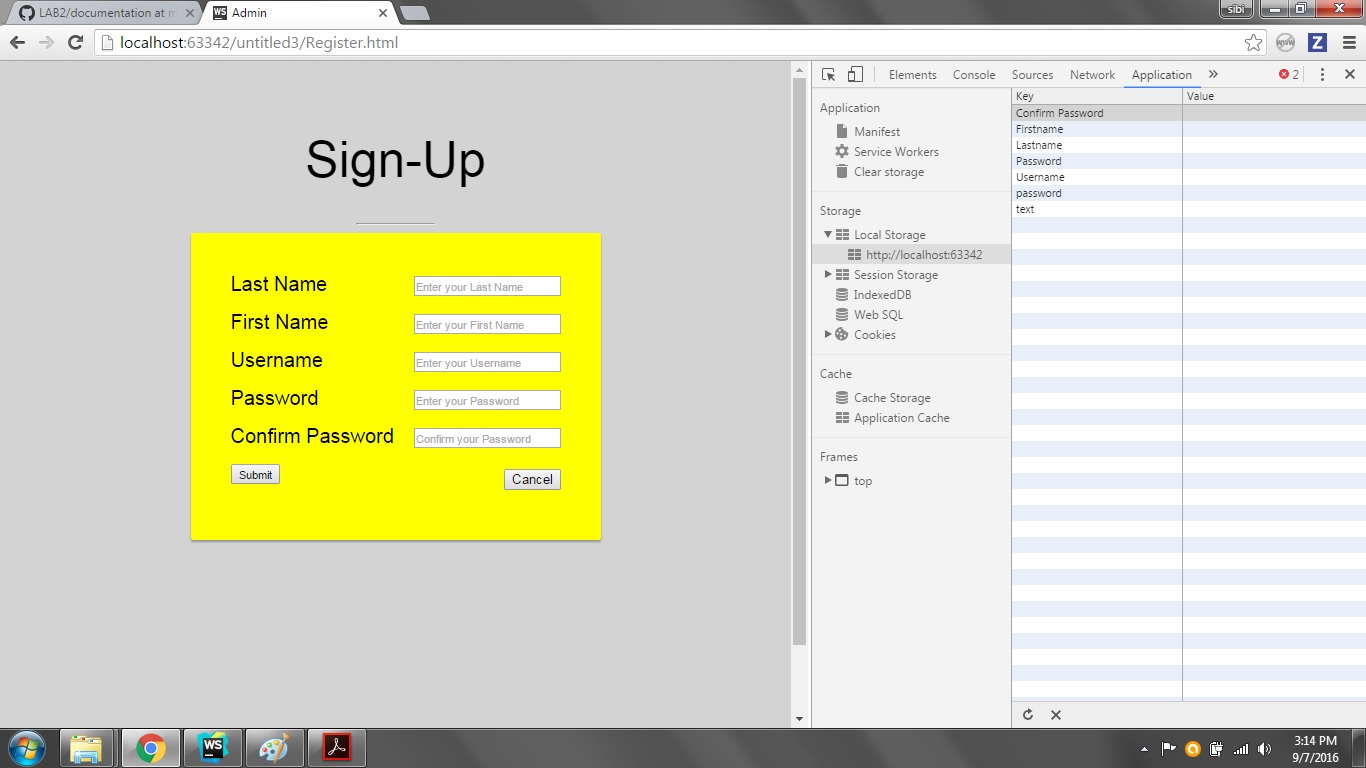 LAB2/documentation at m
WS Admin
sibi
localhost:63342/untitled3/Register.html
WWW
Z
Sign-Up
Last Name Enter your Last Name
First Name Enter your First Name
Username Enter your Username
Password Enter your Password
Confirm Password Confirm your Password
Submit Cancel
Elements Console Sources Network Application » 2
Application
Manifest
Service Workers
Clear storage
Storage
Local Storage
http://localhost:63342
Session Storage
IndexedDB
Web SQL
Cookies
Cache
Cache Storage
Application Cache
Frames
top
Key Value
Confirm Password
Firstname
Lastname
Password
Username
password
text
WS
3:14 PM
9/7/2016